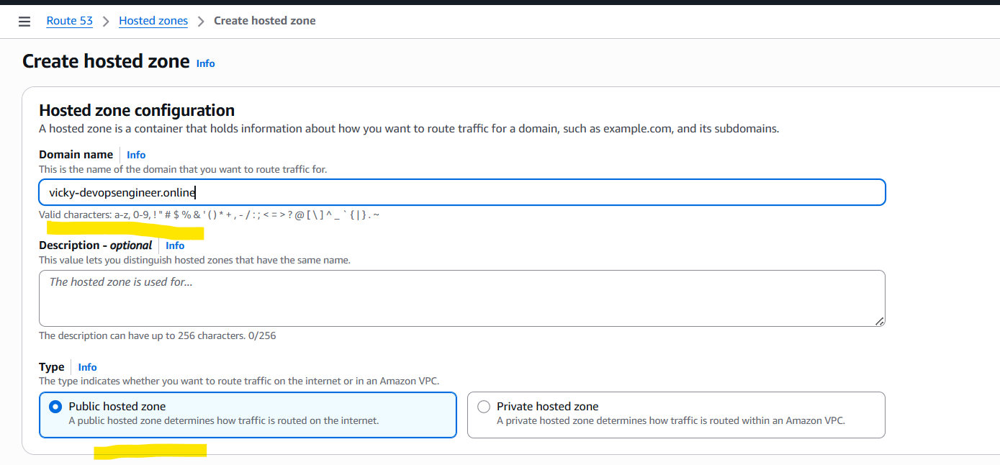 Route 53 > Hosted zones > Create hosted zone
Create hosted zone Info
Hosted zone configuration
A hosted zone is a container that holds information about how you want to route traffic for a domain, such as example.com, and its subdomains.
Domain name Info
This is the name of the domain that you want to route traffic for.
vicky-devopsengineer.online
Valid characters: a-z, 0-9, ! " # $ % & ' ( ) * + , - / : ; < = > ? @ [ \ ] ^ _ ` { | } . ~
Description - optional Info
This value lets you distinguish hosted zones that have the same name.
The hosted zone is used for...
The description can have up to 256 characters. 0/256
Type Info
The type indicates whether you want to route traffic on the internet or in an Amazon VPC.
Public hosted zone
A public hosted zone determines how traffic is routed on the internet.
Private hosted zone
A private hosted zone determines how traffic is routed within an Amazon VPC.